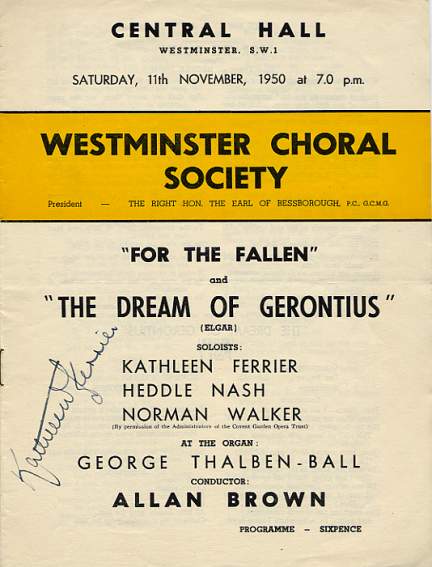 CENTRAL HALL
WESTMINSTER, S.W.1
SATURDAY, 11th NOVEMBER, 1950 at 7.0 p.m.
WESTMINSTER CHORAL
SOCIETY
President — THE RIGHT HON. THE EARL OF BESSBOROUGH, P.C., G.C.M.G.
"FOR THE FALLEN"
and
"THE DREAM OF GERONTIUS"
(ELGAR)
SOLOISTS:
KATHLEEN FERRIER
HEDDLE NASH
NORMAN WALKER
(By permission of the Administrators of the Covent Garden Opera Trust)
AT THE ORGAN:
GEORGE THALBEN-BALL
CONDUCTOR:
ALLAN BROWN
PROGRAMME – SIXPENCE
Kathleen Ferrier